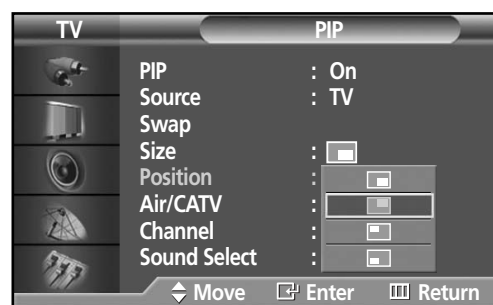 TV PIP
PIP : On
Source : TV
Swap
Size :
Position :
Air/CATV :
Channel :
Sound Select :
Move Enter Return